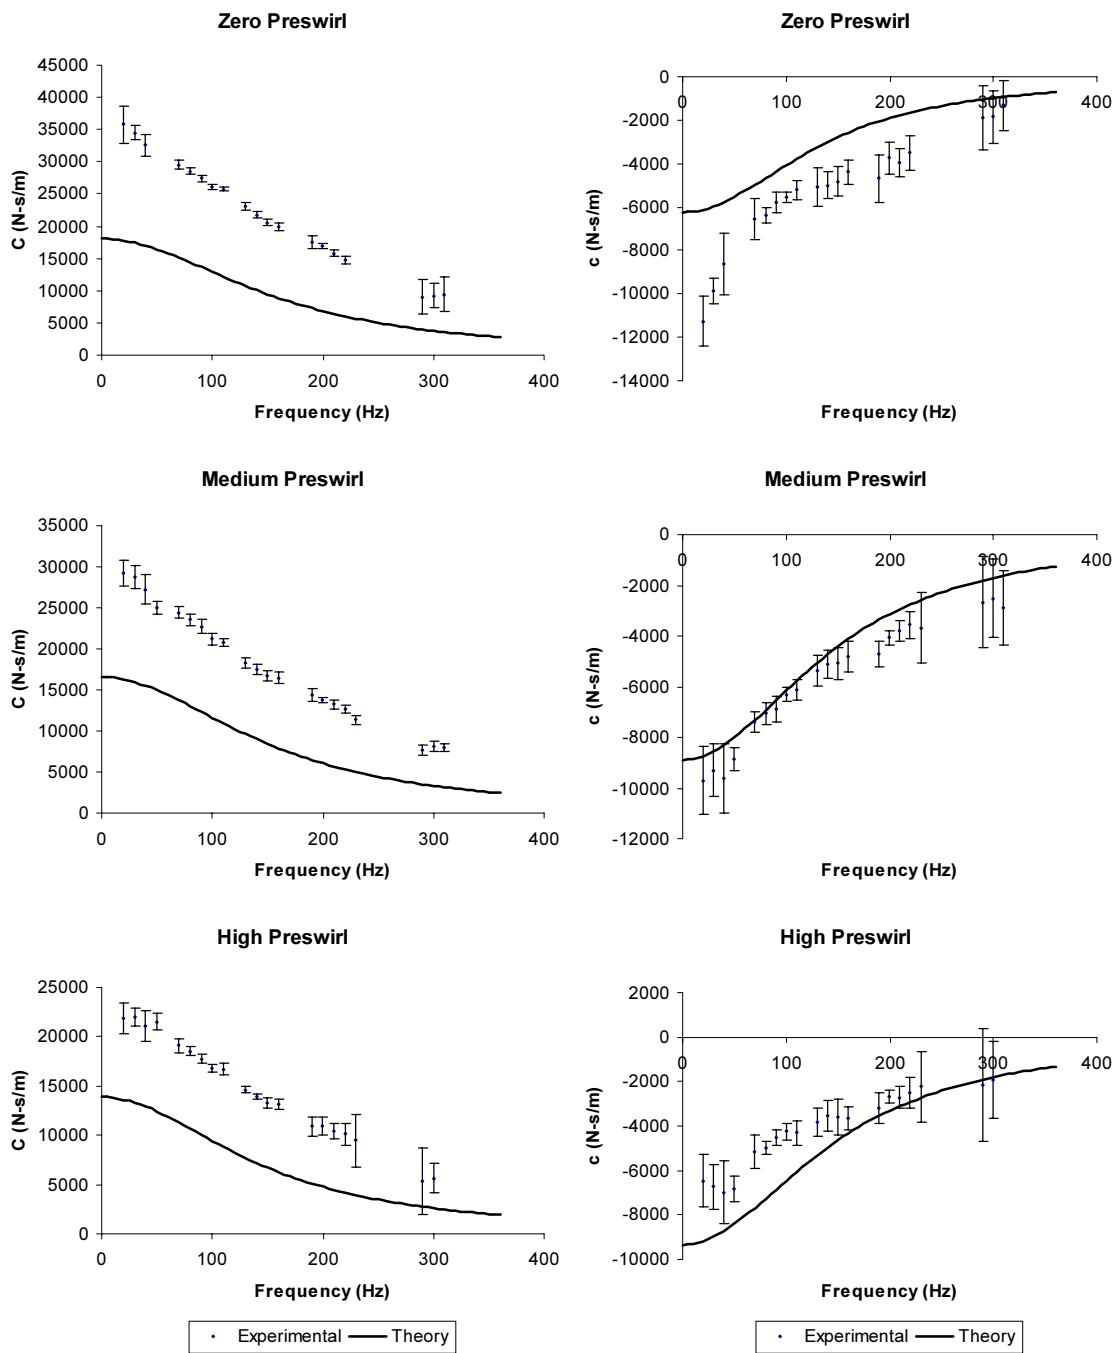 Zero Preswirl
45000
40000
35000
30000
25000
20000
15000
10000
5000
0
C (N-s/m)
0 100 200 300 400
Frequency (Hz)
Zero Preswirl
0
-2000
-4000
-6000
-8000
-10000
-12000
-14000
c (N-s/m)
0 100 200 300 400
Frequency (Hz)
Medium Preswirl
35000
30000
25000
20000
15000
10000
5000
0
C (N-s/m)
0 100 200 300 400
Frequency (Hz)
Medium Preswirl
0
-2000
-4000
-6000
-8000
-10000
-12000
c (N-s/m)
0 100 200 300 400
Frequency (Hz)
High Preswirl
25000
20000
15000
10000
5000
0
C (N-s/m)
0 100 200 300 400
Frequency (Hz)
High Preswirl
2000
0
-2000
-4000
-6000
-8000
-10000
c (N-s/m)
0 100 200 300 400
Frequency (Hz)
Experimental Theory
Experimental Theory